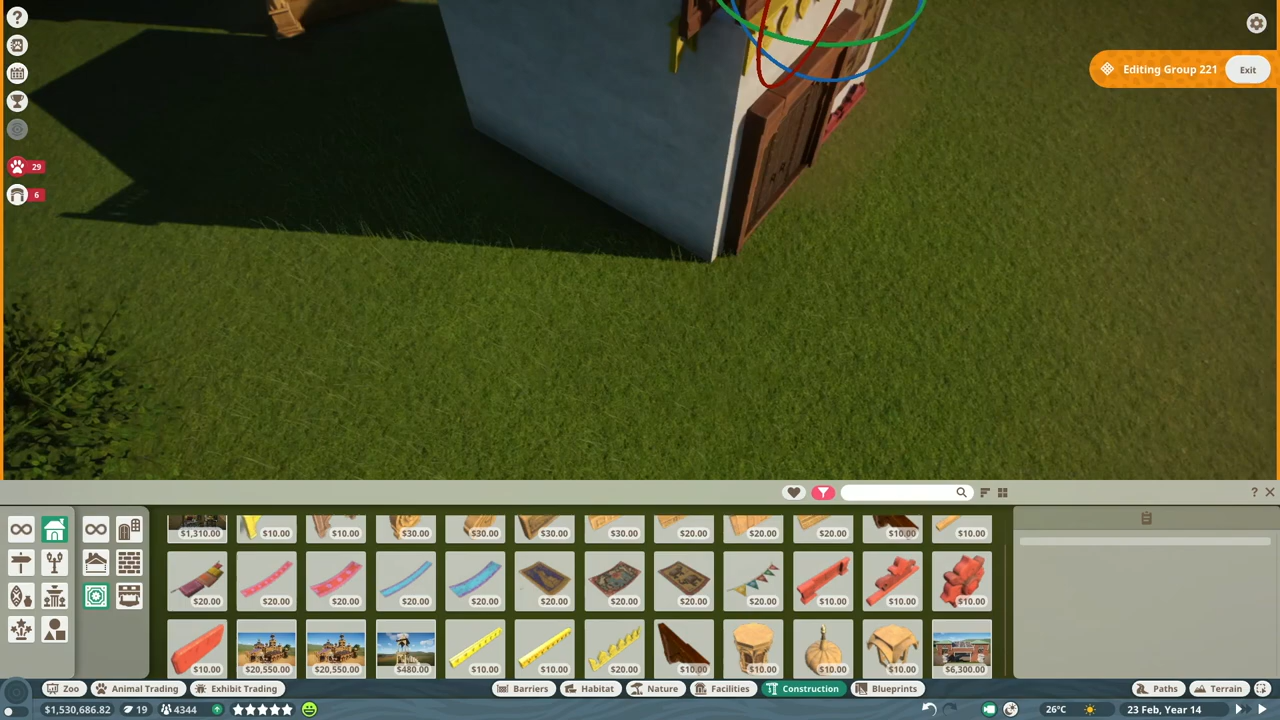 ?
Editing Group 221
Exit
29
6
? ×
$1,310.00 $10.00 $10.00 $30.00 $30.00 $30.00 $20.00 $20.00 $20.00 $20.00 $10.00 $10.00
$20.00 $10.00 $10.00 $20.00 $20.00 $20.00 $20.00 $20.00 $20.00 $10.00 $10.00 $10.00
$10.00 $20,550.00 $20,550.00 $480.00 $10.00 $10.00 $20.00 $10.00 $10.00 $10.00 $10.00 $6,300.00
Zoo Animal Trading Exhibit Trading Barriers Habitat Nature Facilities Construction Blueprints Paths Terrain
$1,530,686.82 19 4344 26°C 23 Feb, Year 14